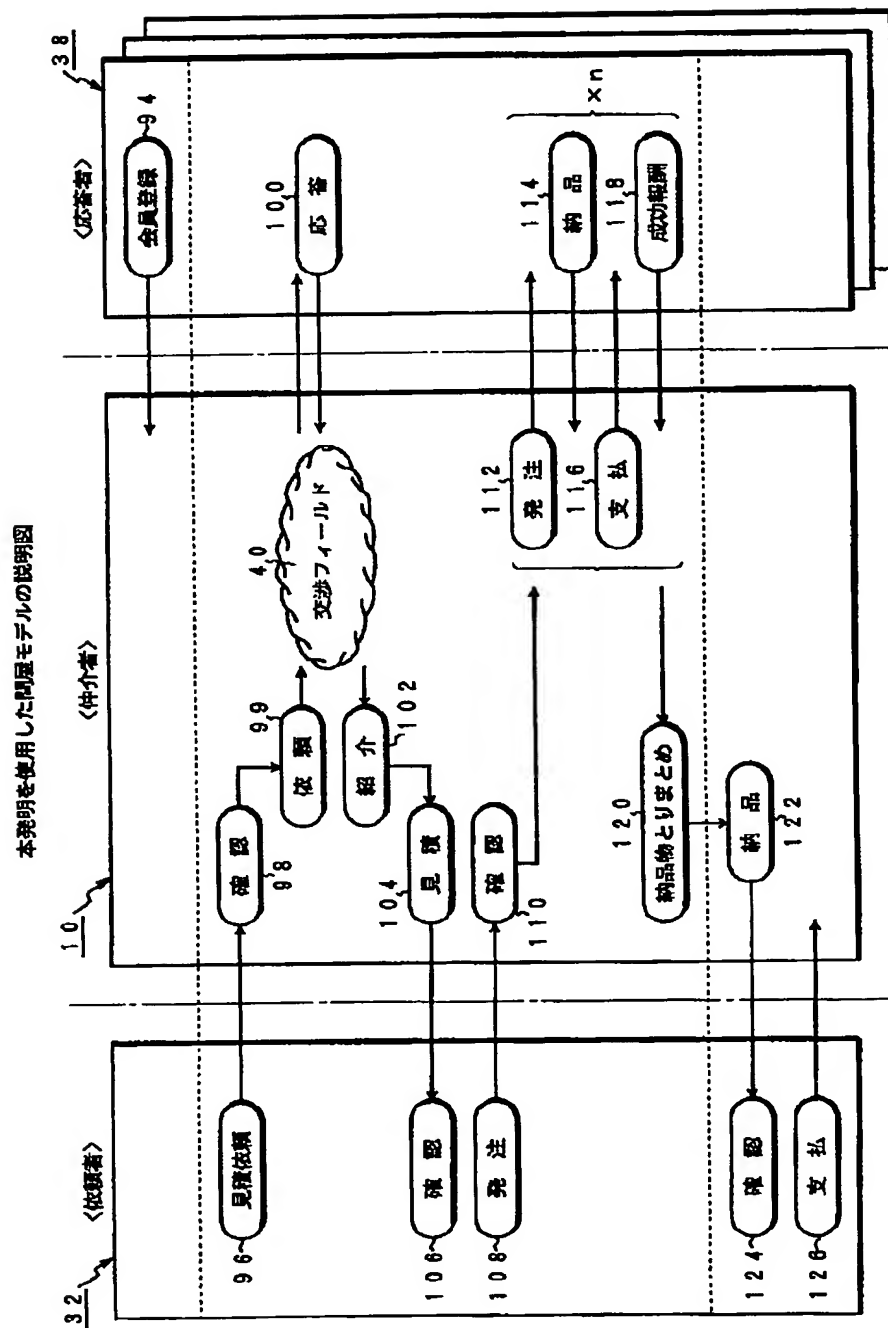 本発明を使用した問屋モデルの説明図
32
〈依頼者〉
10
〈仲介者〉
38
〈応答者〉
会員登録
94
96
見積依頼
確認
98
99
依頼
40
交渉フィールド
100
応答
紹介
102
104
見積
106
確認
108
発注
確認
110
112
発注
114
納品
116
支払
118
成功報酬
×n
120
納品物とりまとめ
納品
122
124
確認
126
支払